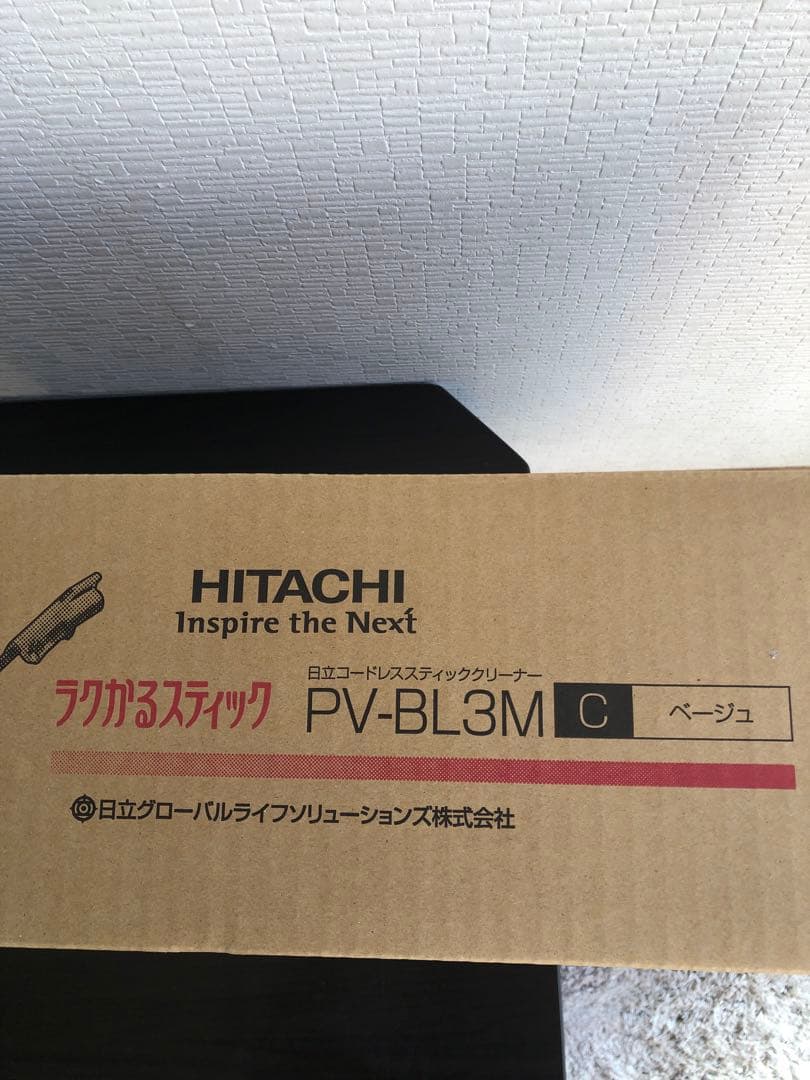 HITACHI
Inspire the Next
ラクかるスティック
日立コードレススティッククリーナー
PV-BL3M C ベージュ
日立グローバルライフソリューションズ株式会社